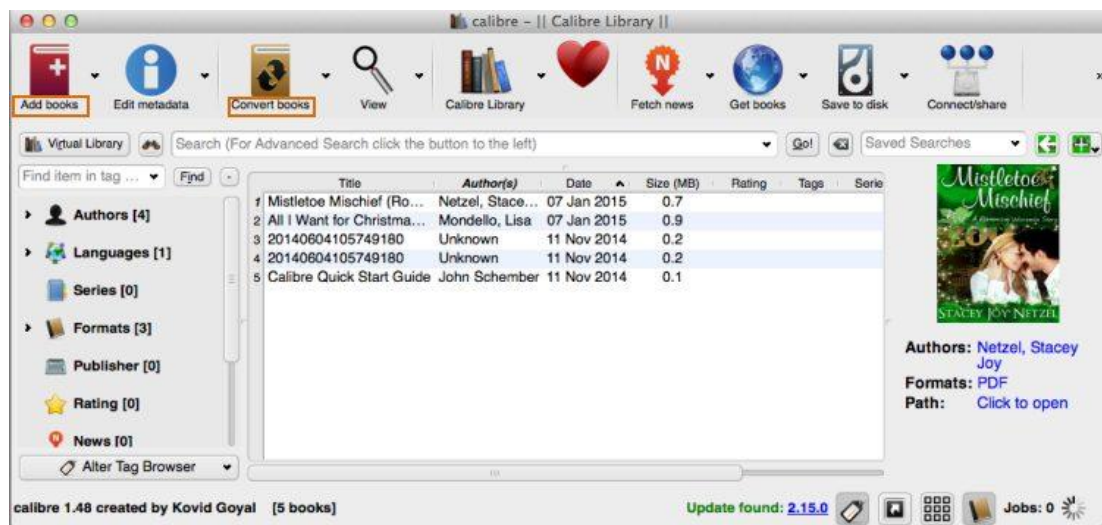 calibre - || Calibre Library ||
Add books Edit metadata Convert books View Calibre Library Fetch news Get books Save to disk Connect/share
Virtual Library Search (For Advanced Search click the button to the left) Go! Saved Searches
Find item in tag ... Find - Title Author(s) Date Size (MB) Rating Tags Serie
Authors [4]
Languages [1]
Series [0]
Formats [3]
Publisher [0]
Rating [0]
News [0]
Alter Tag Browser
1 Mistletoe Mischief (Ro... Netzel, Stace... 07 Jan 2015 0.7
2 All I Want for Christma... Mondello, Lisa 07 Jan 2015 0.9
3 20140604105749180 Unknown 11 Nov 2014 0.2
4 20140604105749180 Unknown 11 Nov 2014 0.2
5 Calibre Quick Start Guide John Schember 11 Nov 2014 0.1
Mistletoe
Mischief
STACEY JOY NETZEL
Authors: Netzel, Stacey
Joy
Formats: PDF
Path: Click to open
calibre 1.48 created by Kovid Goyal [5 books] Update found: 2.15.0 Jobs: 0